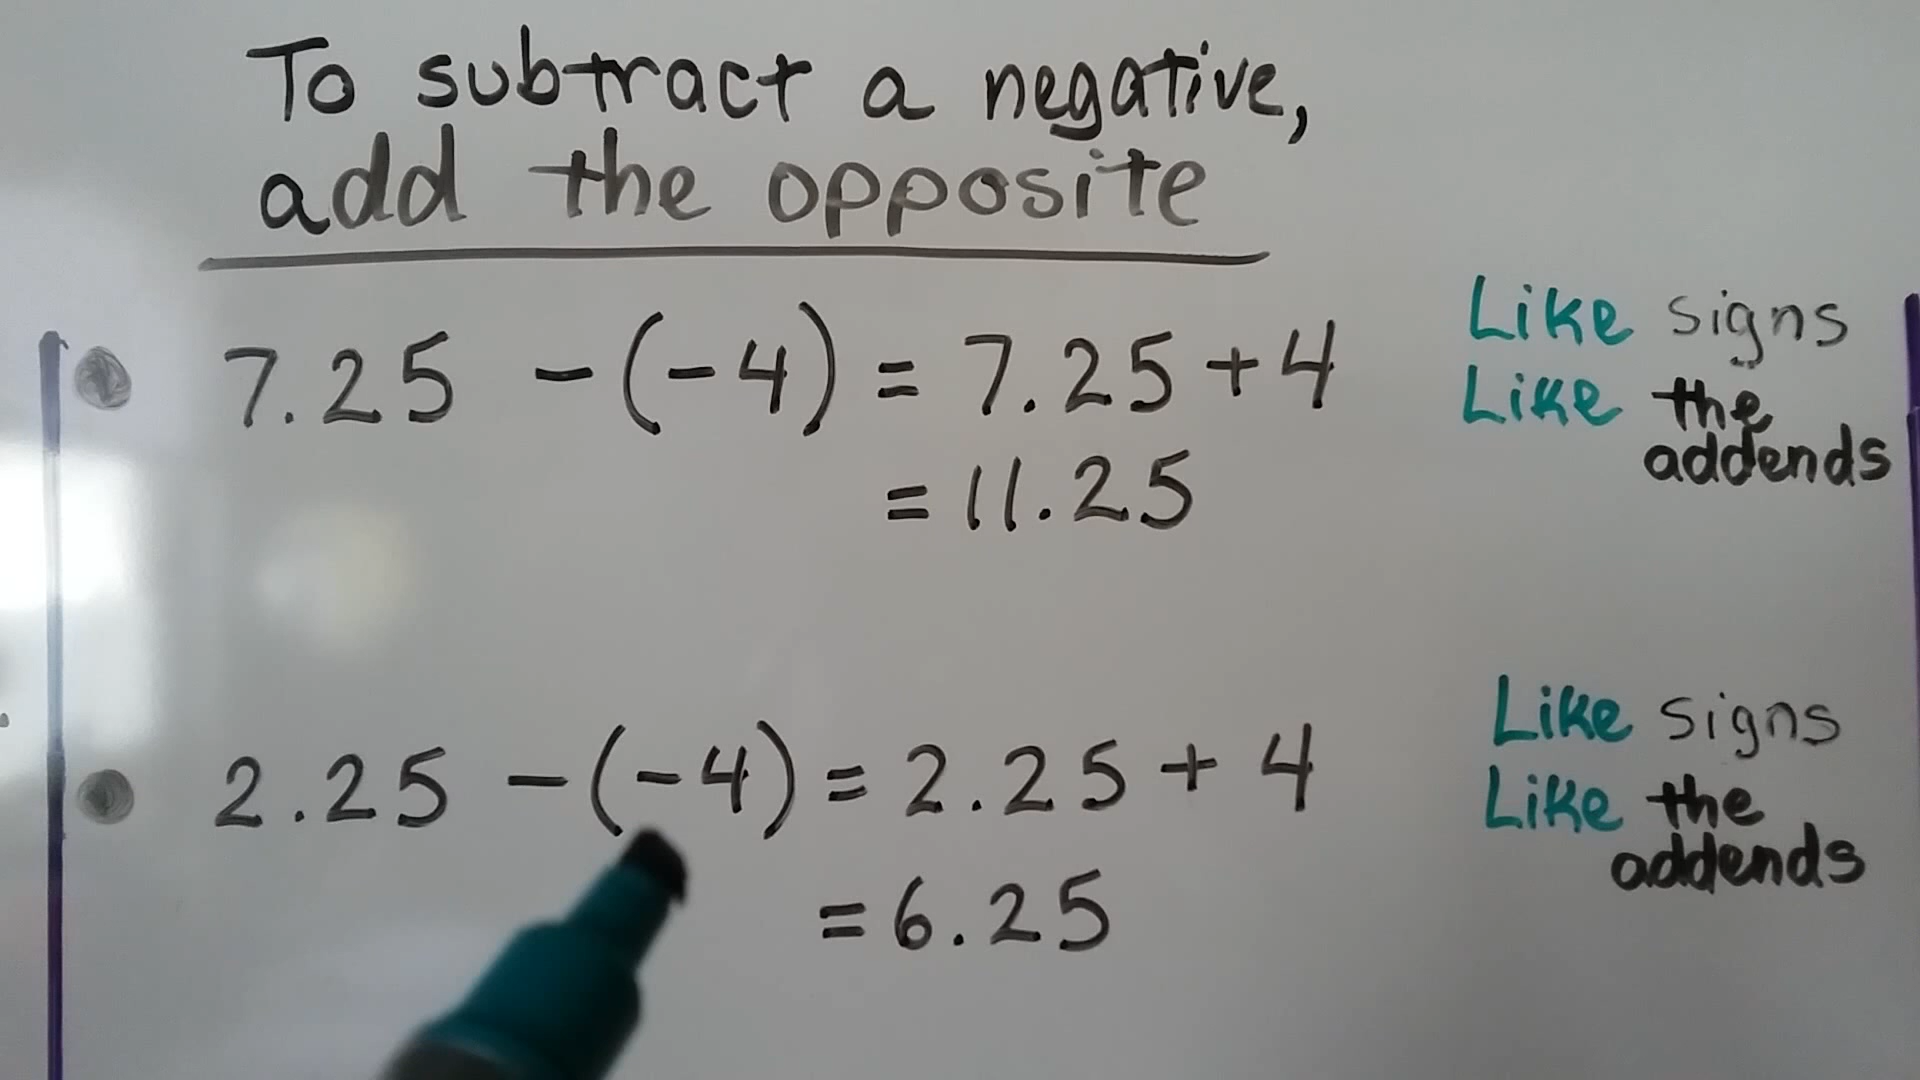 To subtract a negative,
add the opposite
7.25 -(-4) = 7.25+4
= 11.25
Like signs
Like the
addends
2.25 -(-4) = 2.25 + 4
= 6.25
Like signs
Like the
addends